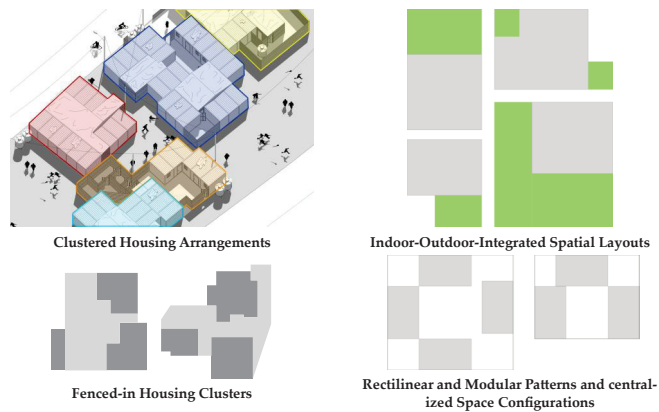 Clustered Housing Arrangements
Indoor-Outdoor-Integrated Spatial Layouts
Fenced-in Housing Clusters
Rectilinear and Modular Patterns and central-
ized Space Configurations